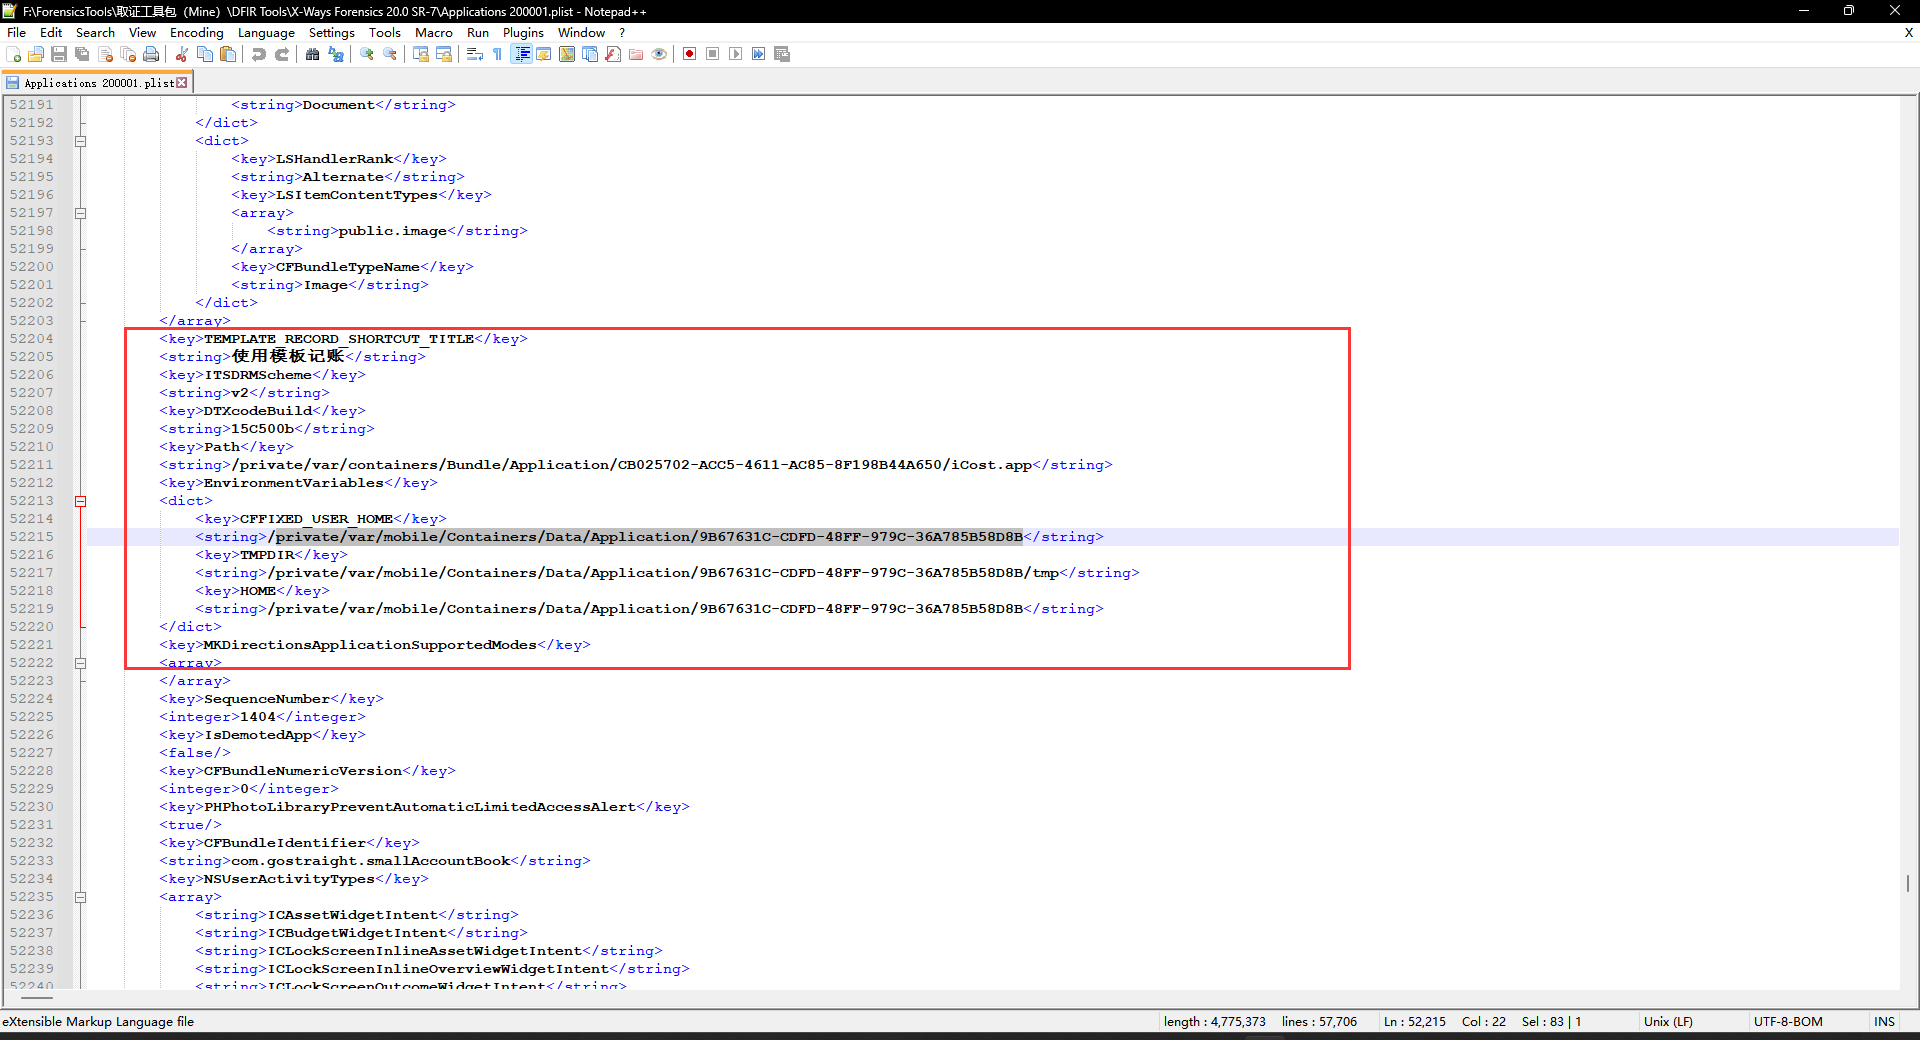 F:\ForensicsTools\取证工具包（Mine）\DFIR Tools\X-Ways Forensics 20.0 SR-7\Applications 200001.plist - Notepad++
File Edit Search View Encoding Language Settings Tools Macro Run Plugins Window ? X
Applications 200001.plist
52191 <string>Document</string>
52192 </dict>
52193 <dict>
52194 <key>LSHandlerRank</key>
52195 <string>Alternate</string>
52196 <key>LSItemContentTypes</key>
52197 <array>
52198 <string>public.image</string>
52199 </array>
52200 <key>CFBundleTypeName</key>
52201 <string>Image</string>
52202 </dict>
52203 </array>
52204 <key>TEMPLATE_RECORD_SHORTCUT_TITLE</key>
52205 <string>使用模板记账</string>
52206 <key>ITSDRMScheme</key>
52207 <string>v2</string>
52208 <key>DTXcodeBuild</key>
52209 <string>15C500b</string>
52210 <key>Path</key>
52211 <string>/private/var/containers/Bundle/Application/CB025702-ACC5-4611-AC85-8F198B44A650/iCost.app</string>
52212 <key>EnvironmentVariables</key>
52213 <dict>
52214 <key>CFFIXED_USER_HOME</key>
52215 <string>/private/var/mobile/Containers/Data/Application/9B67631C-CDFD-48FF-979C-36A785B58D8B</string>
52216 <key>TMPDIR</key>
52217 <string>/private/var/mobile/Containers/Data/Application/9B67631C-CDFD-48FF-979C-36A785B58D8B/tmp</string>
52218 <key>HOME</key>
52219 <string>/private/var/mobile/Containers/Data/Application/9B67631C-CDFD-48FF-979C-36A785B58D8B</string>
52220 </dict>
52221 <key>MKDirectionsApplicationSupportedModes</key>
52222 <array>
52223 </array>
52224 <key>SequenceNumber</key>
52225 <integer>1404</integer>
52226 <key>IsDemotedApp</key>
52227 <false/>
52228 <key>CFBundleNumericVersion</key>
52229 <integer>0</integer>
52230 <key>PHPhotoLibraryPreventAutomaticLimitedAccessAlert</key>
52231 <true/>
52232 <key>CFBundleIdentifier</key>
52233 <string>com.gostraight.smallAccountBook</string>
52234 <key>NSUserActivityTypes</key>
52235 <array>
52236 <string>ICAssetWidgetIntent</string>
52237 <string>ICBudgetWidgetIntent</string>
52238 <string>ICLockScreenInlineAssetWidgetIntent</string>
52239 <string>ICLockScreenInlineOverviewWidgetIntent</string>
52240 <string>ICLockScreenOutcomeWidgetIntent</string>
eXtensible Markup Language file length : 4,775,373 lines : 57,706 Ln : 52,215 Col : 22 Sel : 83 | 1 Unix (LF) UTF-8-BOM INS